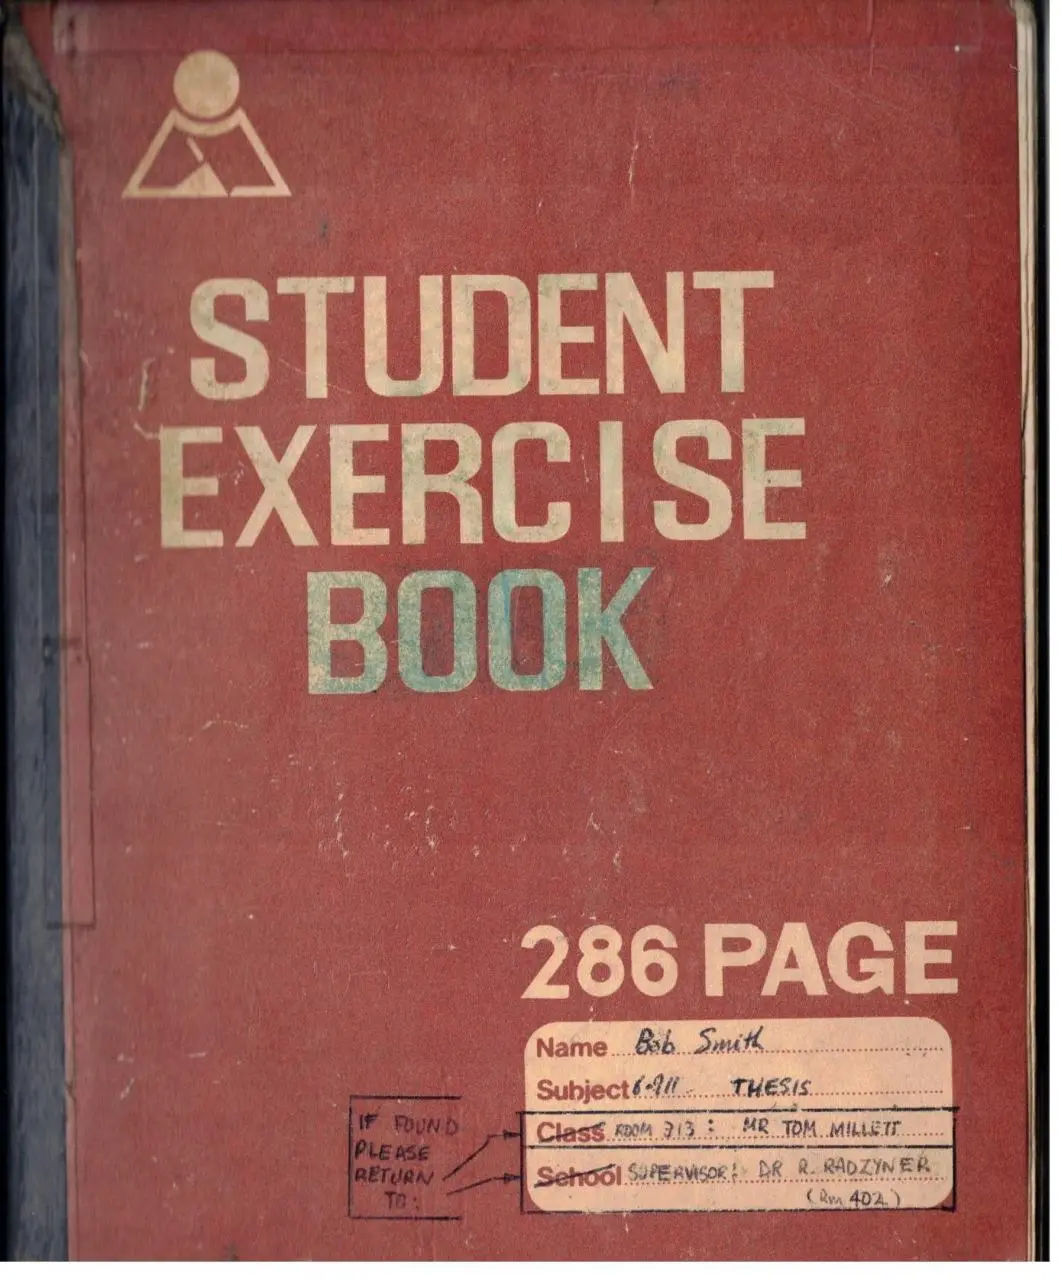 STUDENT
EXERCISE
BOOK
286 PAGE
Name Bob Smith
Subject 6·911 THESIS
Class ROOM 313: MR TOM MILLETT
School SUPERVISOR: DR R. RADZYNER
(Rm 402)
IF FOUND
PLEASE
RETURN
TO: